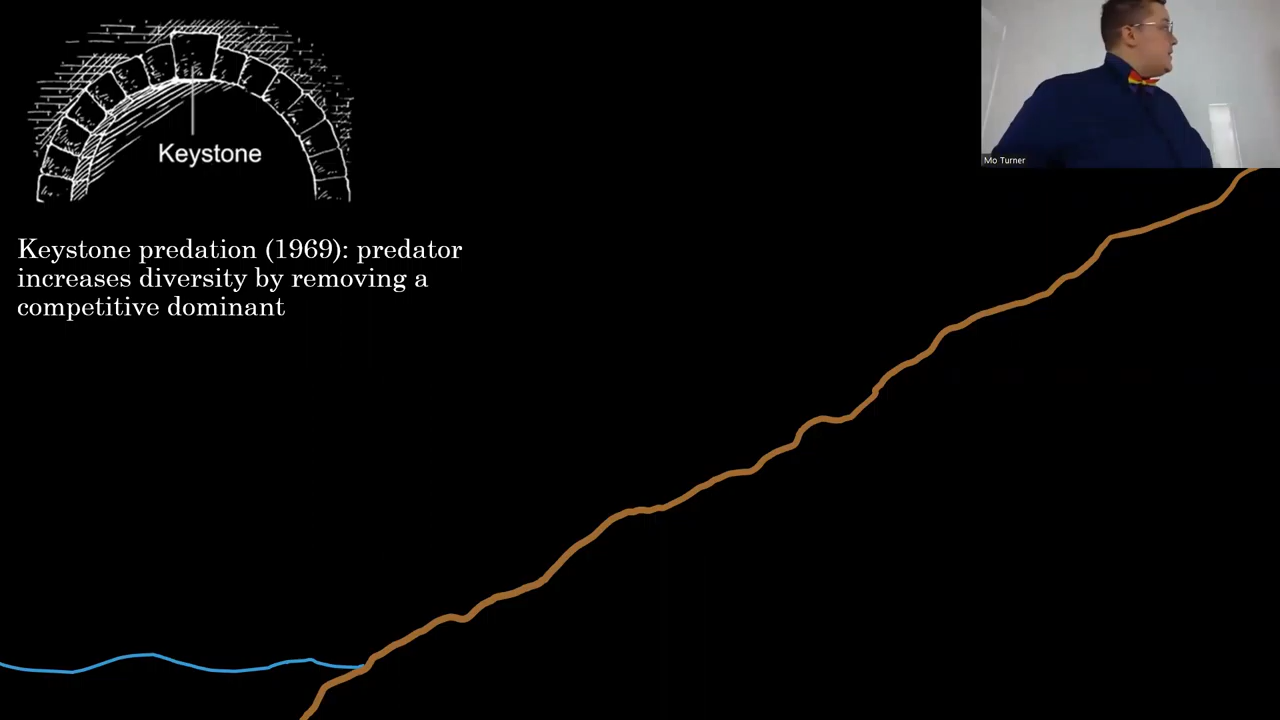 Keystone
Mo Turner
Keystone predation (1969): predator
increases diversity by removing a
competitive dominant